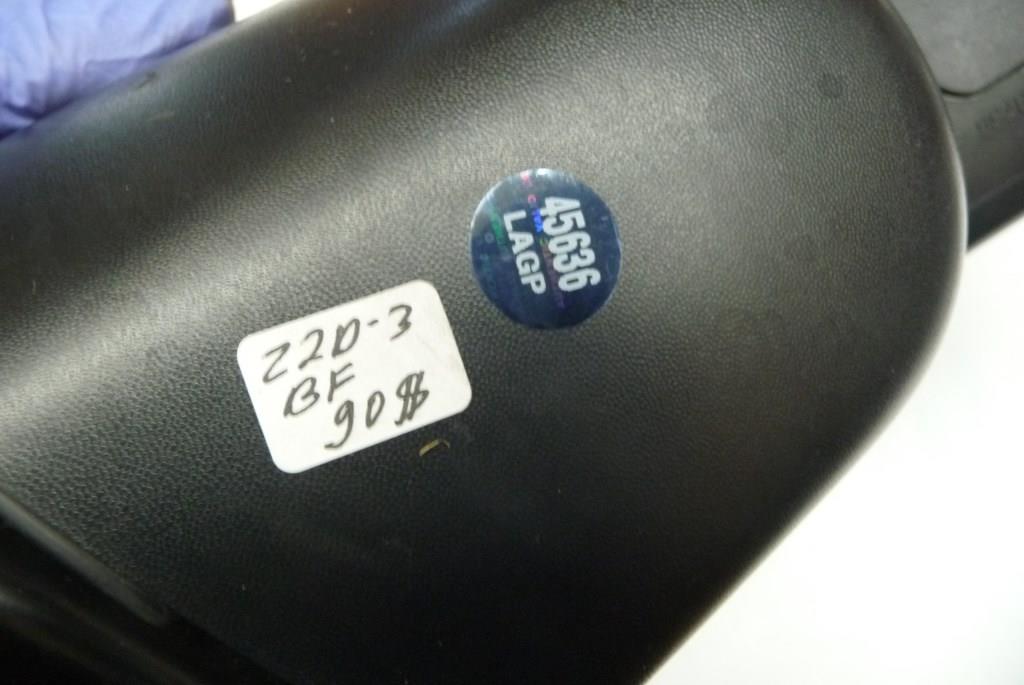 45636
LAGP
Z2D-3
BF
90$